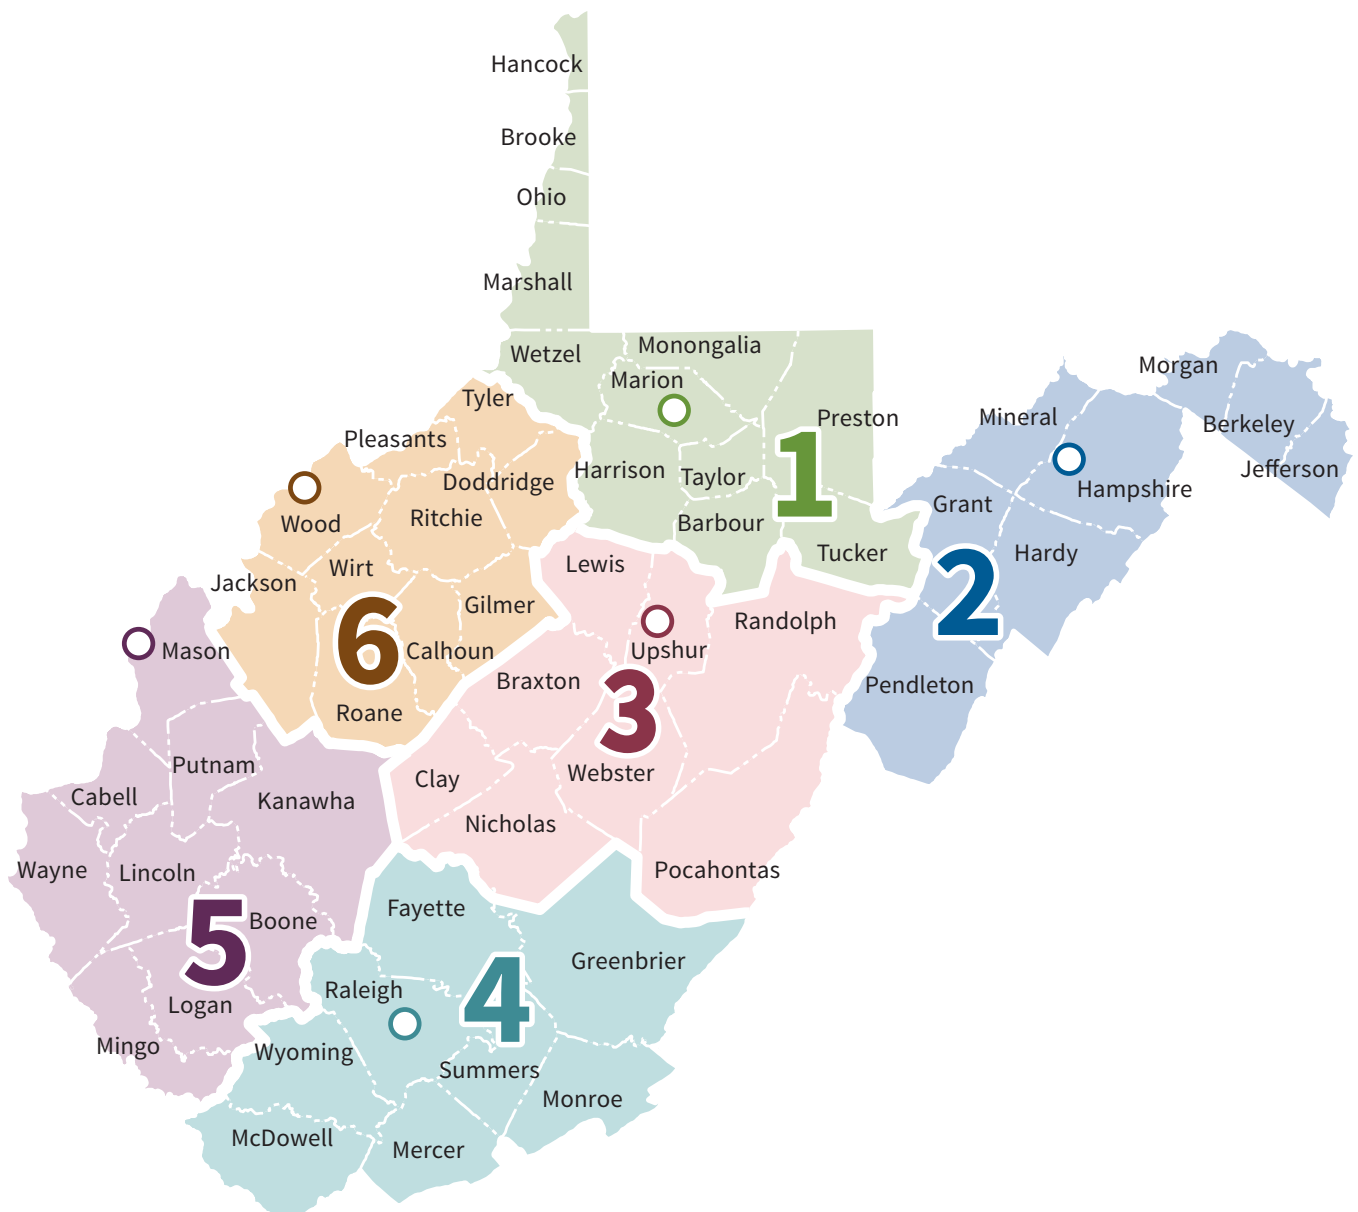 Hancock
Brooke
Ohio
Marshall
Wetzel
Monongalia
Marion
Preston
Harrison
Taylor
Barbour
Tucker
1
Morgan
Mineral
Berkeley
Jefferson
Hampshire
Grant
Hardy
2
Pendleton
Tyler
Pleasants
Doddridge
Ritchie
Wood
Wirt
Jackson
Gilmer
6
Calhoun
Roane
Lewis
Randolph
Upshur
Braxton
3
Webster
Clay
Nicholas
Pocahontas
Mason
Putnam
Cabell
Kanawha
Wayne
Lincoln
Boone
5
Logan
Mingo
Fayette
Greenbrier
Raleigh
4
Wyoming
Summers
Monroe
McDowell
Mercer